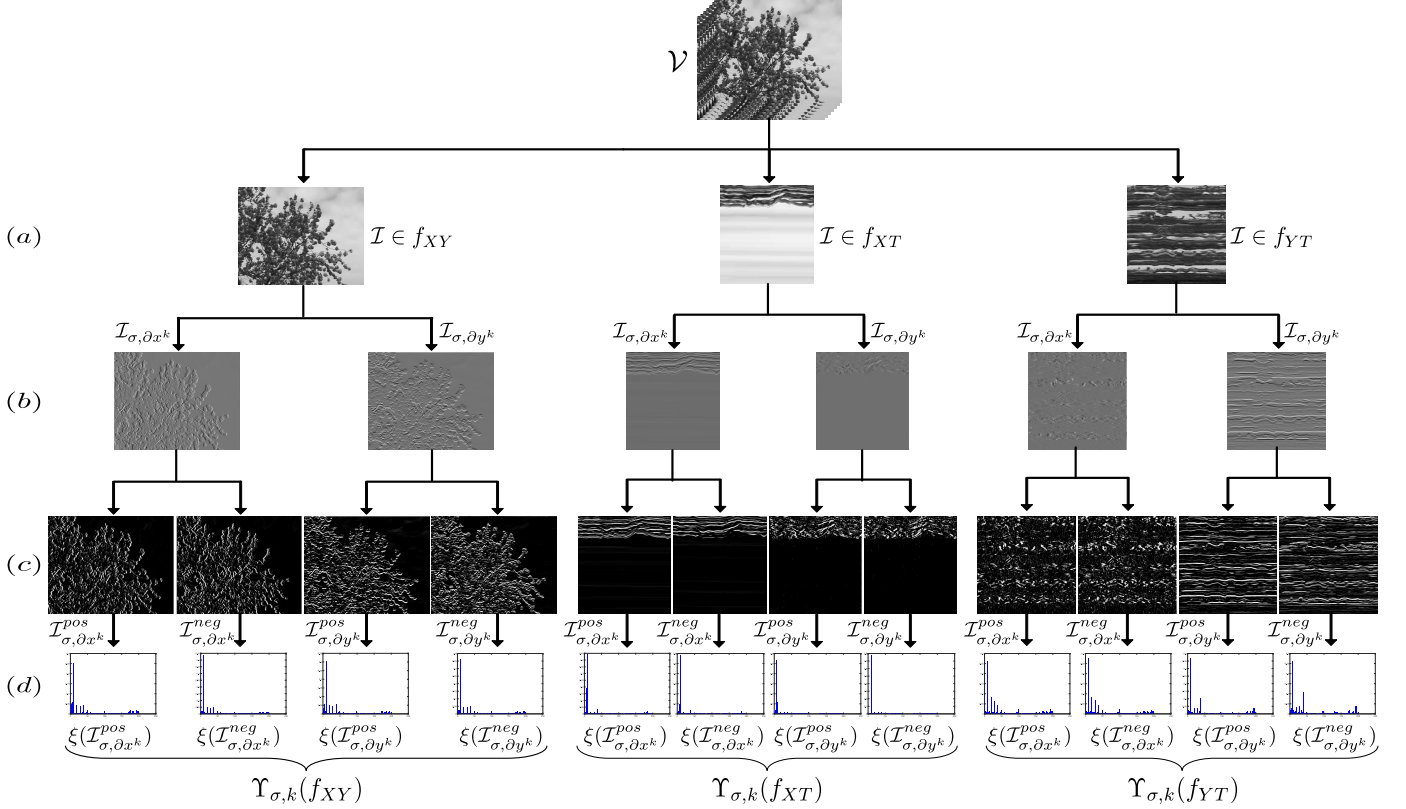 𝒱
(a)
ℐ ∈ f_{XY}
ℐ ∈ f_{XT}
ℐ ∈ f_{YT}
ℐ_{σ,∂x^k}
ℐ_{σ,∂y^k}
ℐ_{σ,∂x^k}
ℐ_{σ,∂y^k}
ℐ_{σ,∂x^k}
ℐ_{σ,∂y^k}
(b)
(c)
ℐ^{pos}_{σ,∂x^k}
ℐ^{neg}_{σ,∂x^k}
ℐ^{pos}_{σ,∂y^k}
ℐ^{neg}_{σ,∂y^k}
ℐ^{pos}_{σ,∂x^k}
ℐ^{neg}_{σ,∂x^k}
ℐ^{pos}_{σ,∂y^k}
ℐ^{neg}_{σ,∂y^k}
ℐ^{pos}_{σ,∂x^k}
ℐ^{neg}_{σ,∂x^k}
ℐ^{pos}_{σ,∂y^k}
ℐ^{neg}_{σ,∂y^k}
(d)
ξ(ℐ^{pos}_{σ,∂x^k})
ξ(ℐ^{neg}_{σ,∂x^k})
ξ(ℐ^{pos}_{σ,∂y^k})
ξ(ℐ^{neg}_{σ,∂y^k})
ξ(ℐ^{pos}_{σ,∂x^k})
ξ(ℐ^{neg}_{σ,∂x^k})
ξ(ℐ^{pos}_{σ,∂y^k})
ξ(ℐ^{neg}_{σ,∂y^k})
ξ(ℐ^{pos}_{σ,∂x^k})
ξ(ℐ^{neg}_{σ,∂x^k})
ξ(ℐ^{pos}_{σ,∂y^k})
ξ(ℐ^{neg}_{σ,∂y^k})
ϒ_{σ,k}(f_{XY})
ϒ_{σ,k}(f_{XT})
ϒ_{σ,k}(f_{YT})